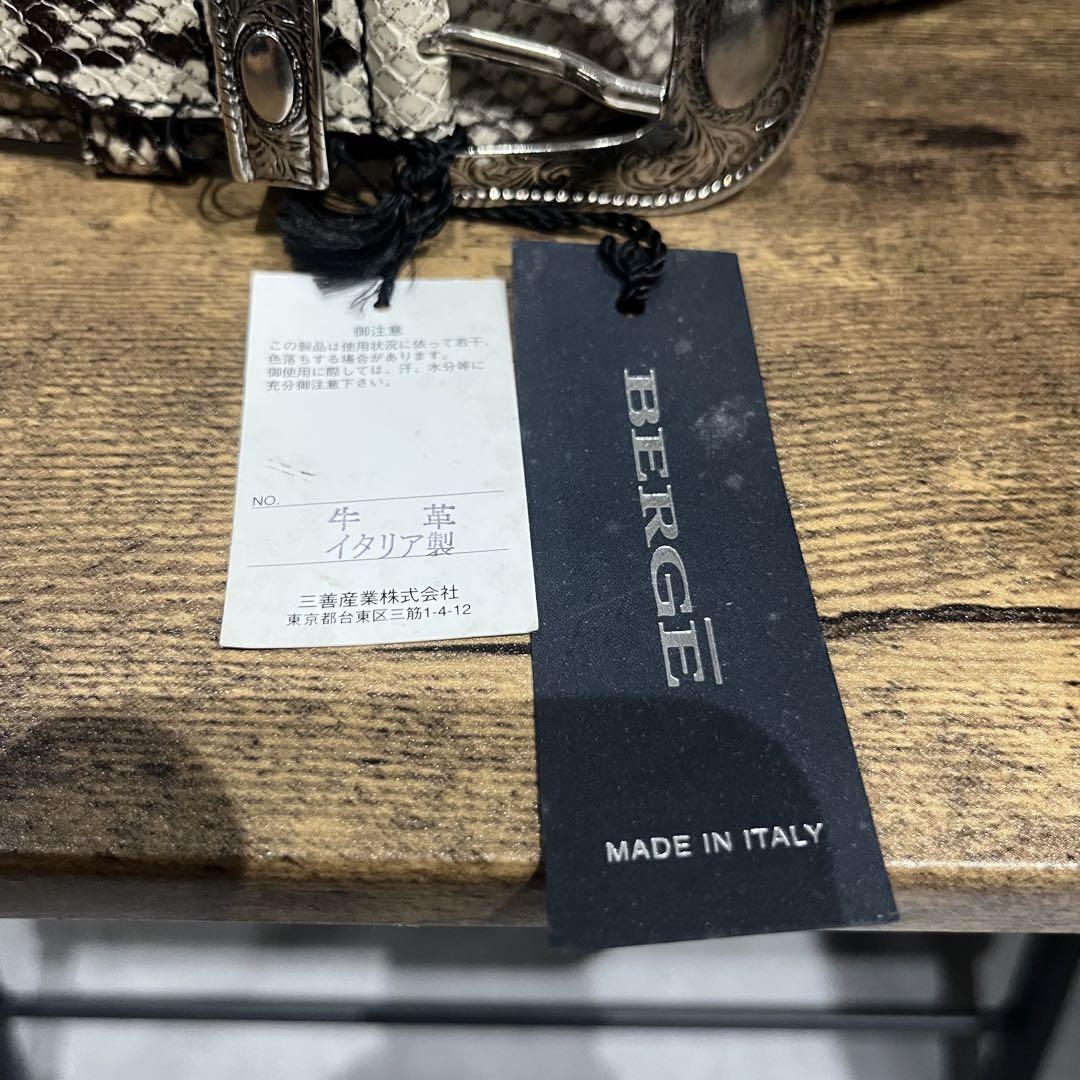 御注意
この製品は使用状況に依って若干、
色落ちする場合があります。
御使用に際しては、汗、水分等に
充分御注意下さい。
NO.
牛 革
イタリア製
三善産業株式会社
東京都台東区三筋1-4-12
BERGĒ
MADE IN ITALY